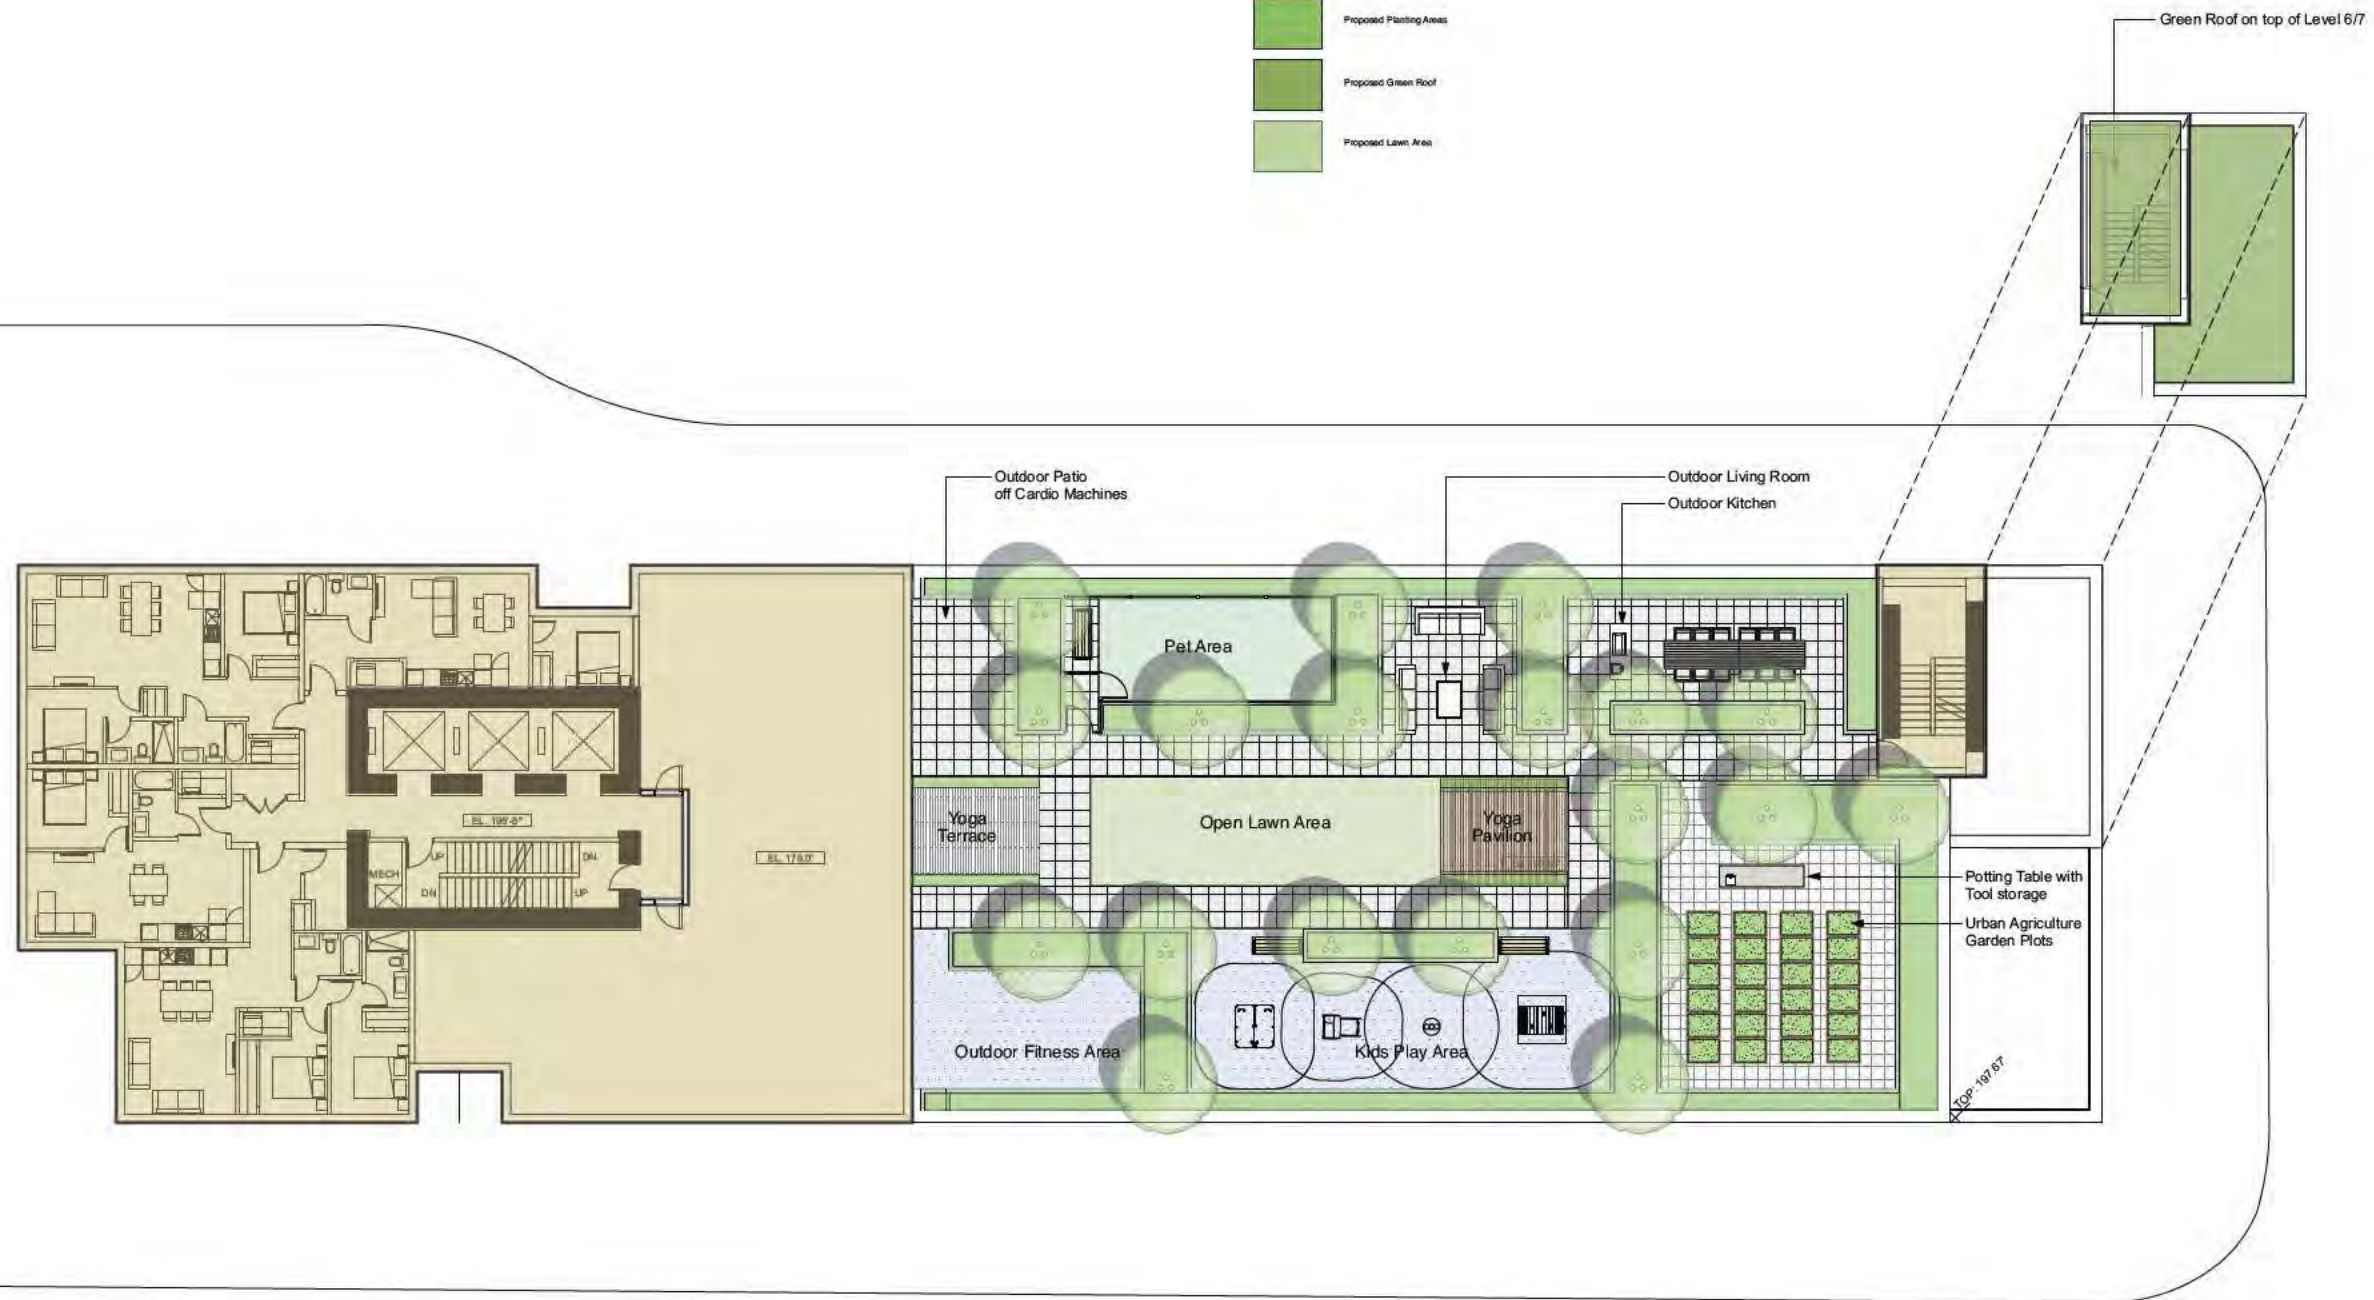 Proposed Planting Areas
Green Roof on top of Level 6/7
Proposed Green Roof
Proposed Lawn Area
Outdoor Patio
off Cardio Machines
Outdoor Living Room
Outdoor Kitchen
Pet Area
Yoga
Terrace
Open Lawn Area
Yoga
Pavilion
UP
DN
MECH
DN
UP
Potting Table with
Tool storage
Urban Agriculture
Garden Plots
Outdoor Fitness Area
Kids Play Area
TOP: 197.67'